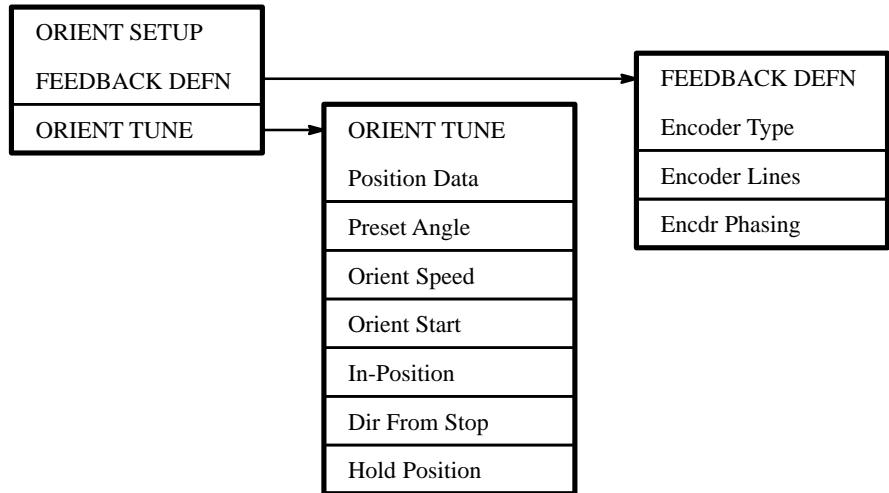 ORIENT SETUP
FEEDBACK DEFN
ORIENT TUNE
ORIENT TUNE
Position Data
Preset Angle
Orient Speed
Orient Start
In-Position
Dir From Stop
Hold Position
FEEDBACK DEFN
Encoder Type
Encoder Lines
Encdr Phasing